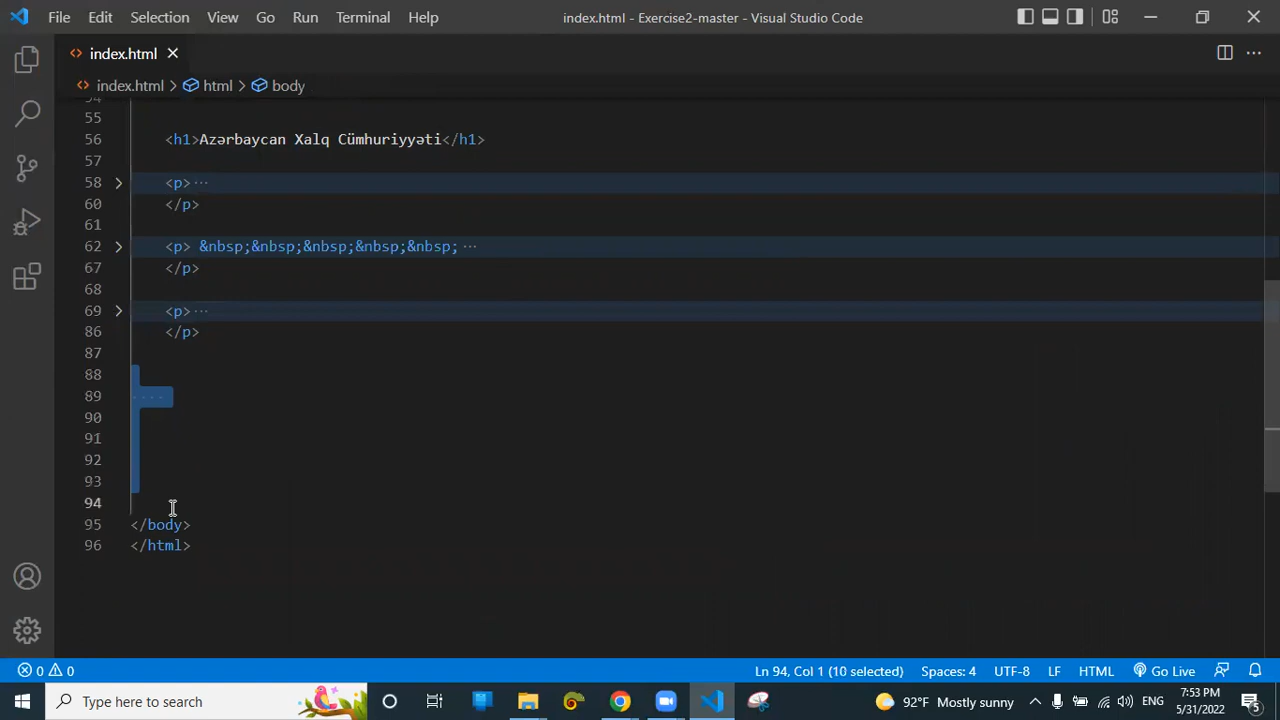 File Edit Selection View Go Run Terminal Help index.html - Exercise2-master - Visual Studio Code
index.html
index.html > html > body
54
55
56 <h1>Azərbaycan Xalq Cümhuriyyəti</h1>
57
58 <p>···
60 </p>
61
62 <p> &nbsp;&nbsp;&nbsp;&nbsp;&nbsp; ···
67 </p>
68
69 <p>···
86 </p>
87
88
89
90
91
92
93
94
95 </body>
96 </html>
0 0 Ln 94, Col 1 (10 selected) Spaces: 4 UTF-8 LF HTML Go Live
Type here to search 92°F Mostly sunny ENG 7:53 PM 5/31/2022 5